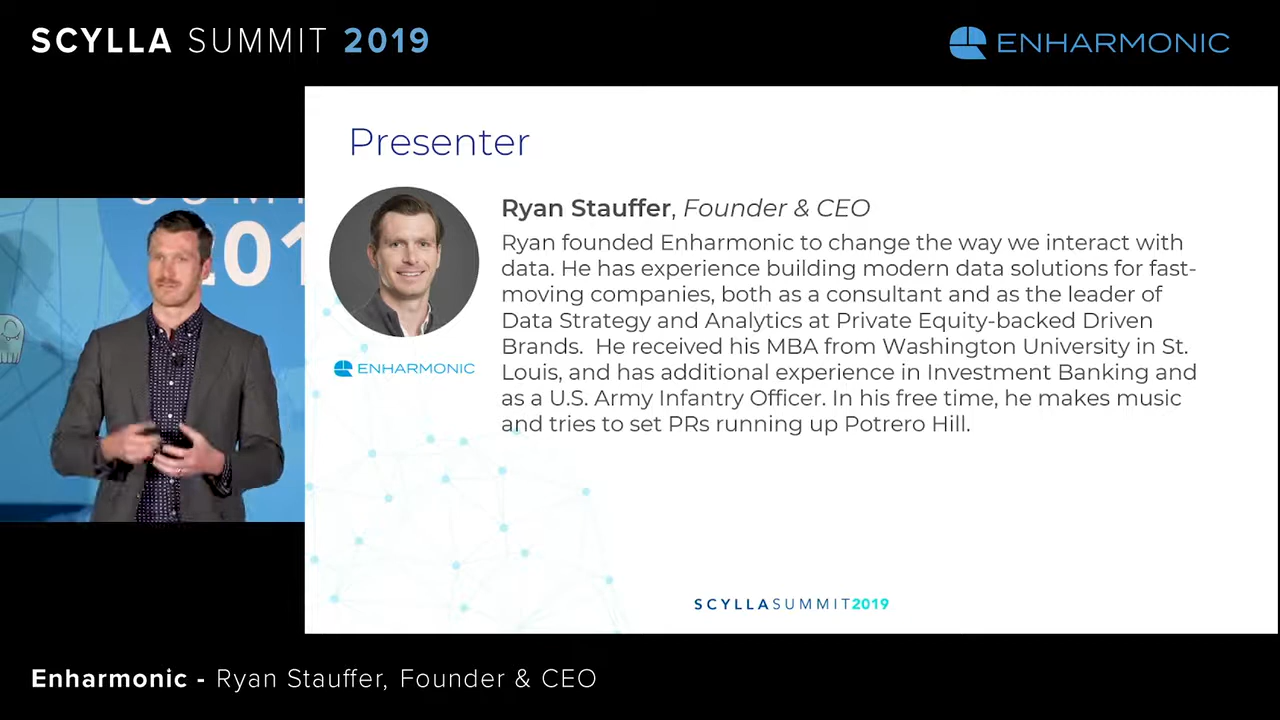 SCYLLA SUMMIT 2019
ENHARMONIC
Presenter
Ryan Stauffer, Founder & CEO
Ryan founded Enharmonic to change the way we interact with
data. He has experience building modern data solutions for fast-
moving companies, both as a consultant and as the leader of
Data Strategy and Analytics at Private Equity-backed Driven
Brands.  He received his MBA from Washington University in St.
Louis, and has additional experience in Investment Banking and
as a U.S. Army Infantry Officer. In his free time, he makes music
and tries to set PRs running up Potrero Hill.
ENHARMONIC
201
SCYLLASUMMIT2019
Enharmonic - Ryan Stauffer, Founder & CEO